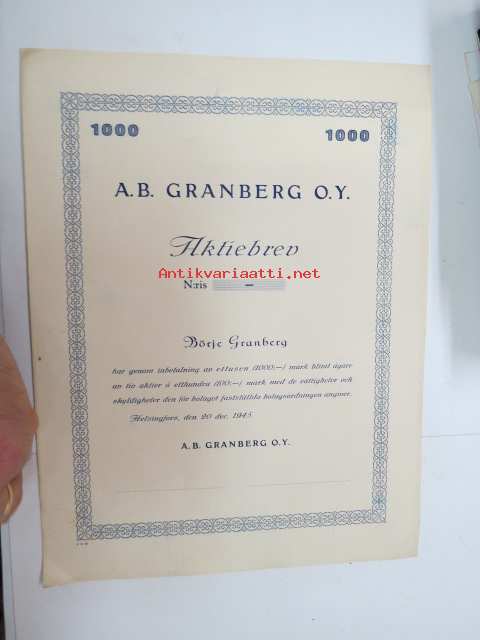 1000 1000
A.B. GRANBERG O.Y.
Aktiebrev
Antikvariaatti.net
N:ris —
Börje Granberg
har genom inbetalning av ettusen (1000:—) mark blivit ägare
av tio aktier å etthundra (100:—) mark med de rättigheter och
skyldigheter den för bolaget fastställda bolagsordningen angiver.
Helsingfors, den 20 dec. 1945.
A.B. GRANBERG O.Y.